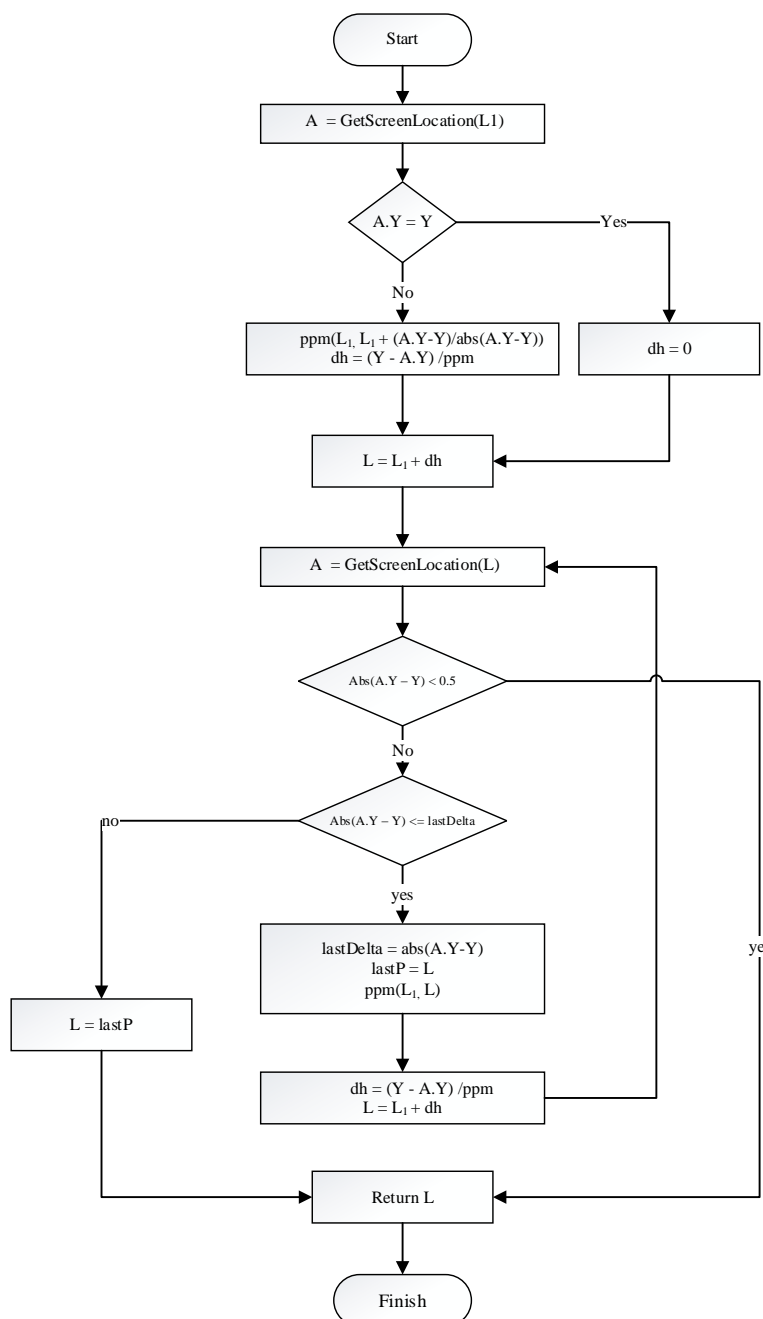 Start
A = GetScreenLocation(L1)
A.Y = Y
Yes
No
ppm(L₁, L₁ + (A.Y-Y)/abs(A.Y-Y))
dh = (Y - A.Y) /ppm
dh = 0
L = L₁ + dh
A = GetScreenLocation(L)
Abs(A.Y – Y) < 0.5
No
Abs(A.Y – Y) <= lastDelta
no
yes
ye
lastDelta = abs(A.Y-Y)
lastP = L
ppm(L₁, L)
L = lastP
dh = (Y - A.Y) /ppm
L = L₁ + dh
Return L
Finish